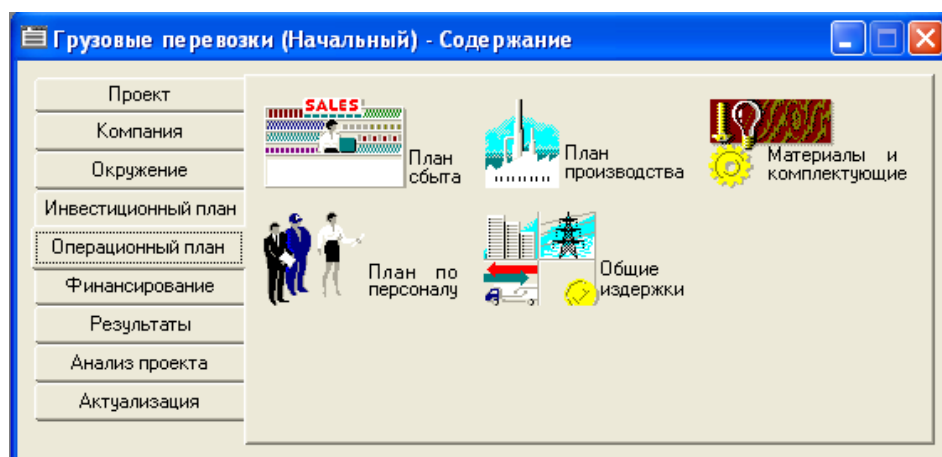 Грузовые перевозки (Начальный) - Содержание
Проект
Компания
Окружение
Инвестиционный план
Операционный план
Финансирование
Результаты
Анализ проекта
Актуализация
SALES!
План
сбыта
План
производства
Материалы и
комплектующие
План по
персоналу
Общие
издержки